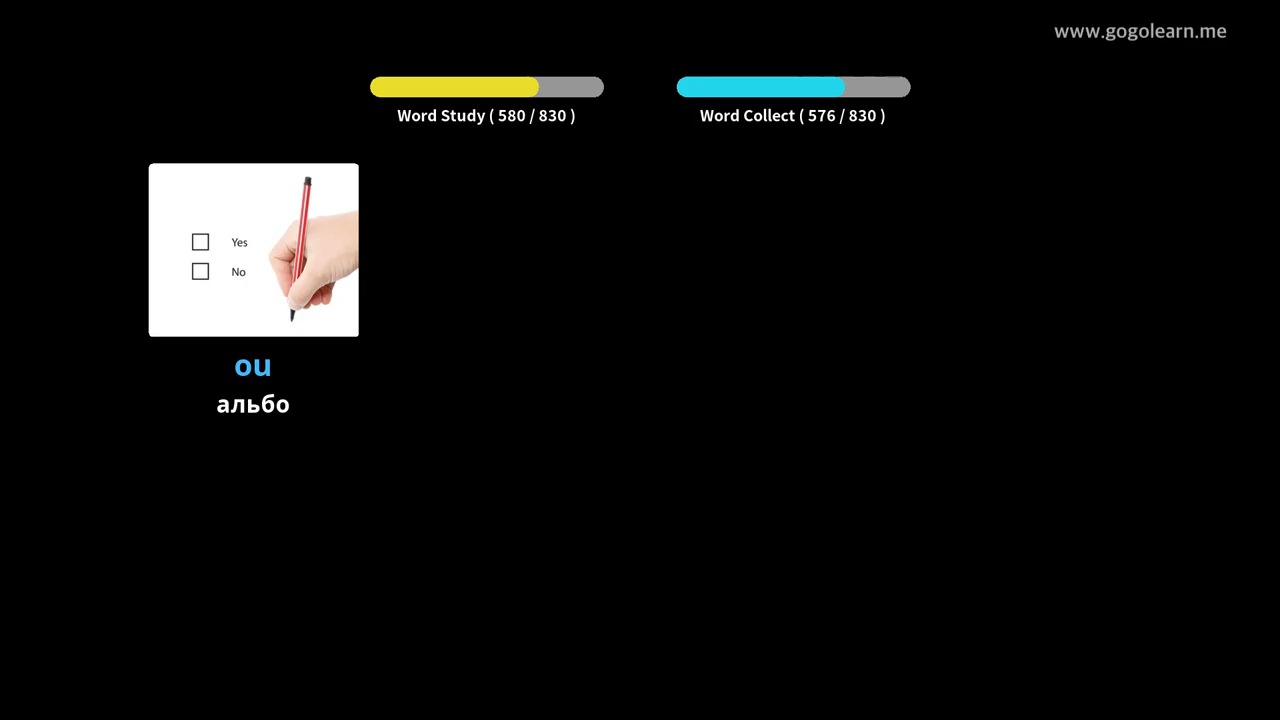 www.gogolearn.me
Word Study ( 580 / 830 )
Word Collect ( 576 / 830 )
Yes
No
ou
альбо